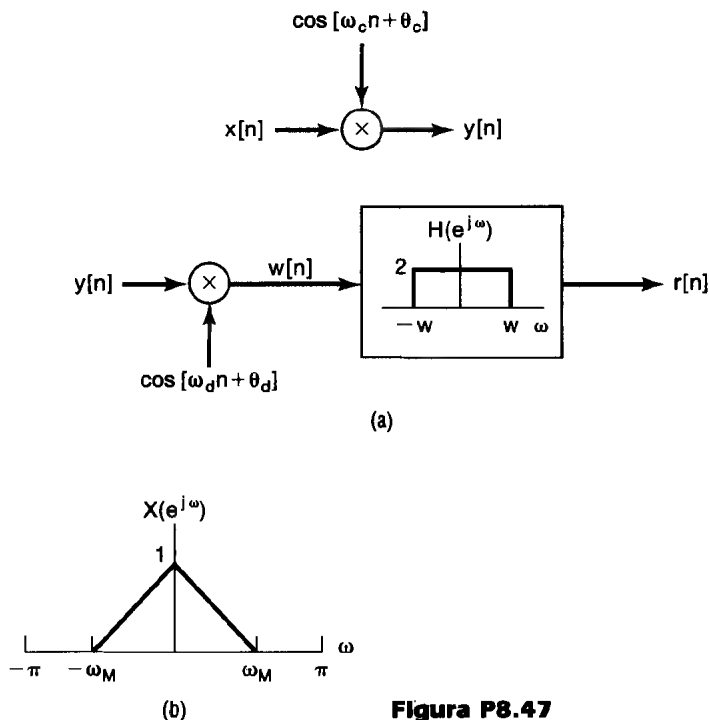 cos [ω_c n + θ_c]
x[n]
×
y[n]
H(e^{jω})
y[n]
×
w[n]
2
−w
w
ω
r[n]
cos [ω_d n + θ_d]
(a)
X(e^{jω})
1
−π
−ω_M
ω_M
π
ω
(b)
Figura P8.47